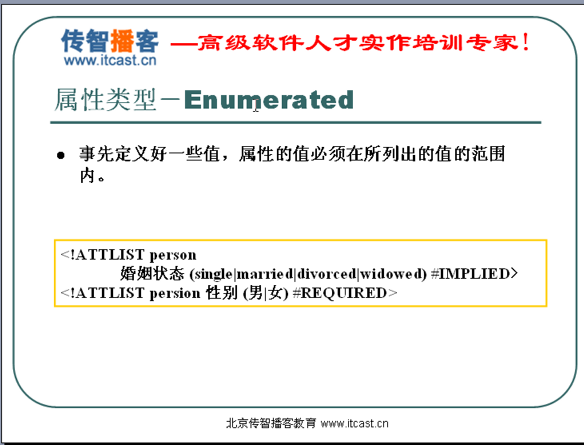 传智播客 —高级软件人才实作培训专家!
www.itcast.cn
属性类型－Enumerated
● 事先定义好一些值，属性的值必须在所列出的值的范围
内。
<!ATTLIST person
婚姻状态 (single|married|divorced|widowed) #IMPLIED>
<!ATTLIST persion 性别 (男|女) #REQUIRED>
北京传智播客教育 www.itcast.cn